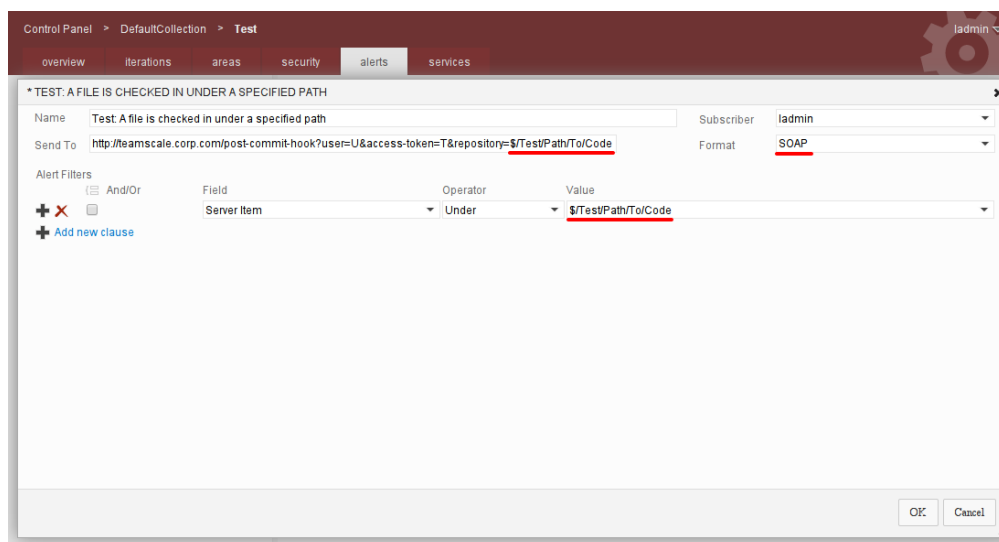 Control Panel > DefaultCollection > Test
ladmin
overview iterations areas security alerts services
* TEST: A FILE IS CHECKED IN UNDER A SPECIFIED PATH
Name Test: A file is checked in under a specified path Subscriber ladmin
Send To http://teamscale.corp.com/post-commit-hook?user=U&access-token=T&repository=$/Test/Path/To/Code Format SOAP
Alert Filters
And/Or Field Operator Value
Server Item Under $/Test/Path/To/Code
Add new clause
OK Cancel